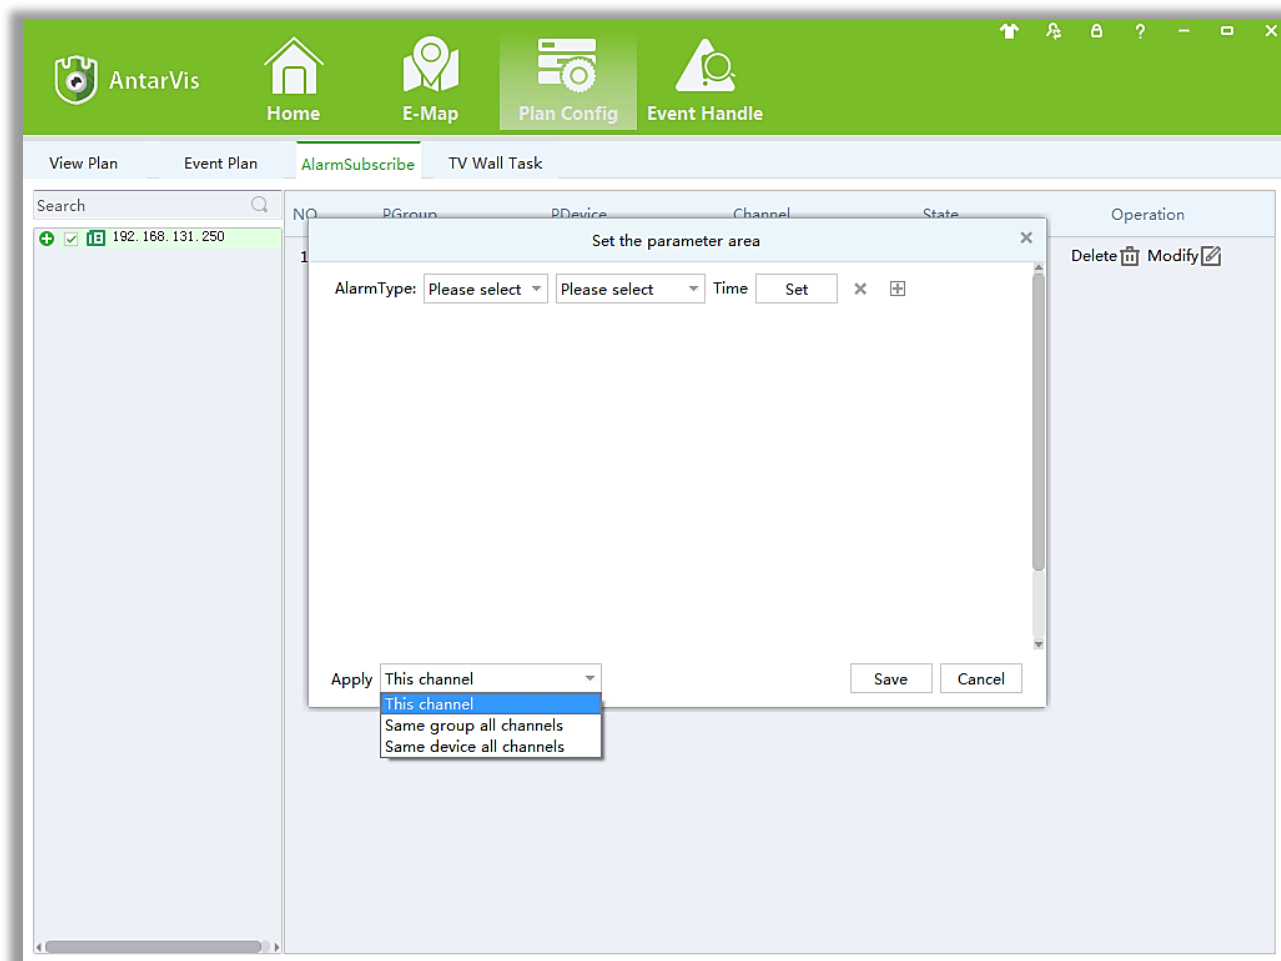 AntarVis
Home E-Map Plan Config Event Handle
View Plan Event Plan AlarmSubscribe TV Wall Task
Search
192.168.131.250
NO PGroup PDevice Channel State Operation
Set the parameter area
1 Delete Modify
AlarmType: Please select Please select Time Set
Apply This channel Save Cancel
This channel
Same group all channels
Same device all channels